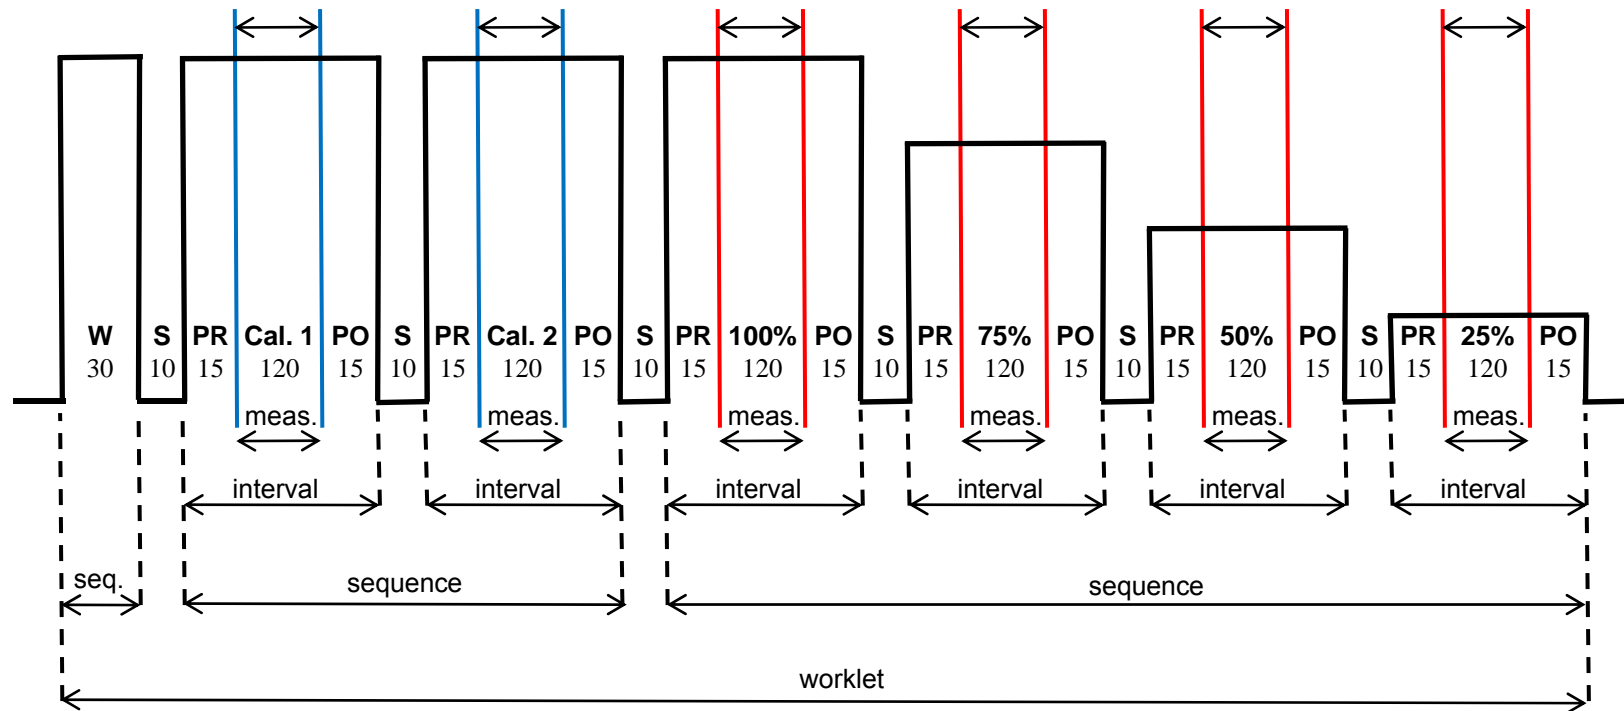 W S PR Cal. 1 PO S PR Cal. 2 PO S PR 100% PO S PR 75% PO S PR 50% PO S PR 25% PO
30 10 15 120 15 10 15 120 15 10 15 120 15 10 15 120 15 10 15 120 15 10 15 120 15
meas. meas. meas. meas. meas. meas.
interval interval interval interval interval interval
seq. sequence sequence
worklet